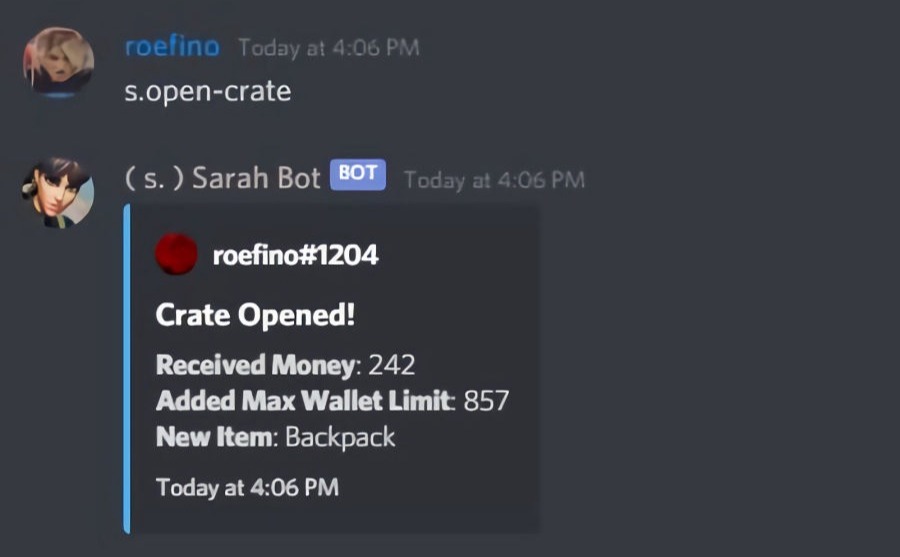 roefino Today at 4:06 PM
s.open-crate
( s. ) Sarah Bot BOT Today at 4:06 PM
roefino#1204
Crate Opened!
Received Money: 242
Added Max Wallet Limit: 857
New Item: Backpack
Today at 4:06 PM